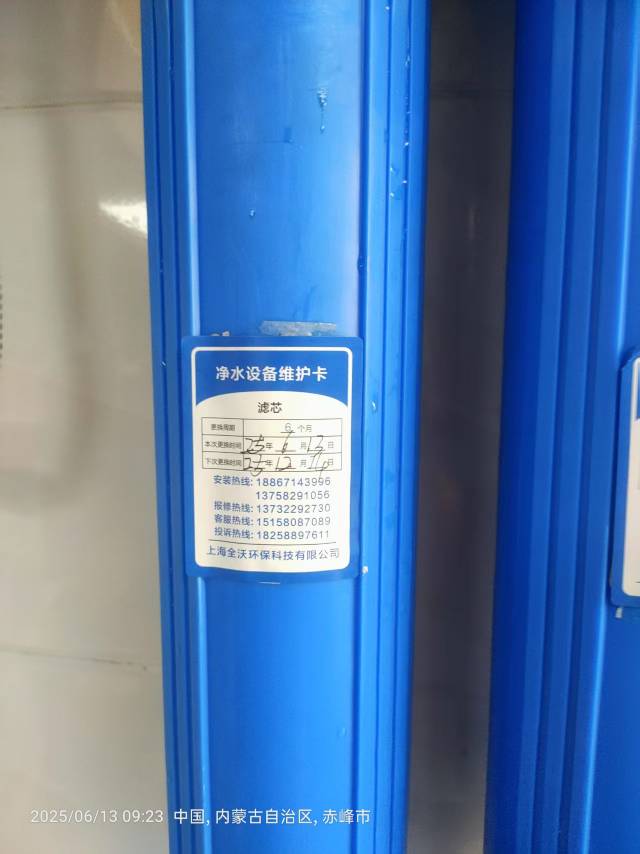 净水设备维护卡
滤芯
更换周期 6 个月
本次更换时间 25年 6月 13日
下次更换时间 25年 12月 日
安装热线: 18867143996
13758291056
报修热线: 13732292730
客服热线: 15158087089
投诉热线: 18258897611
上海全沃环保科技有限公司
2025/06/13 09:23 中国, 内蒙古自治区, 赤峰市